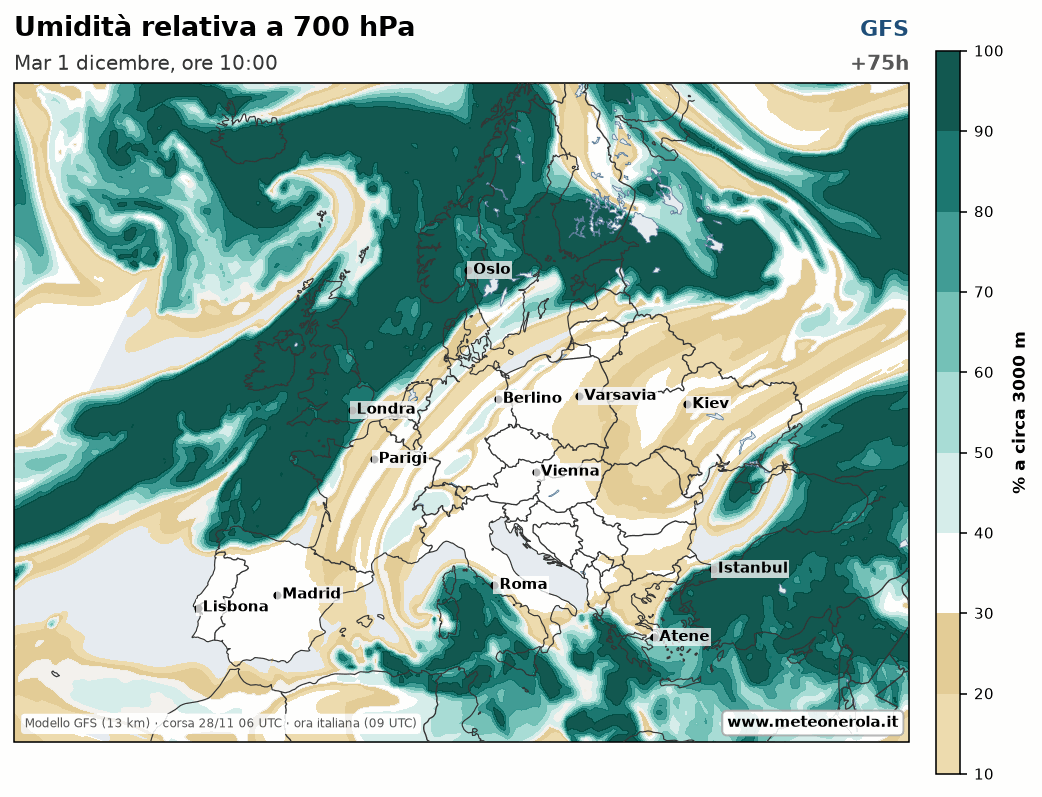 Umidità relativa a 700 hPa
GFS
Mar 1 dicembre, ore 10:00
+75h
100
90
80
70
60
50
40
30
20
10
% a circa 3000 m
Oslo
Londra
Berlino
Varsavia
Kiev
Parigi
Vienna
Istanbul
Roma
Madrid
Lisbona
Atene
Modello GFS (13 km) · corsa 28/11 06 UTC · ora italiana (09 UTC)
www.meteonerola.it